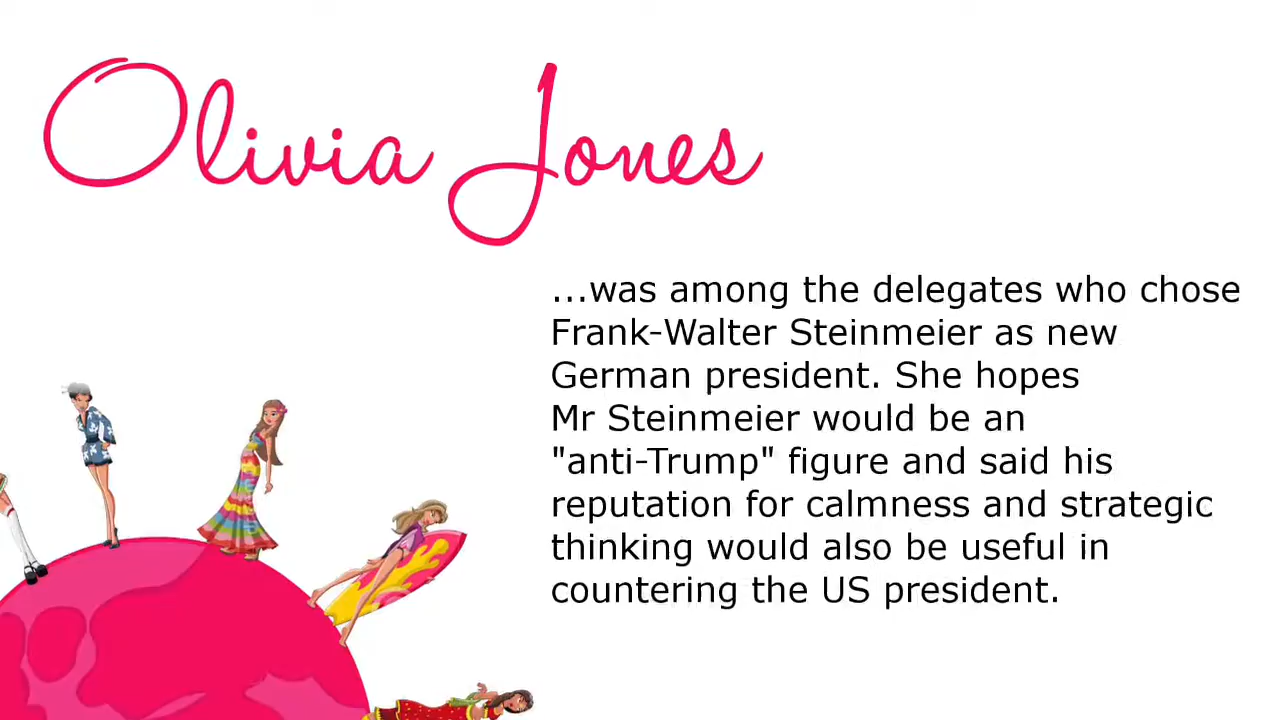 Olivia Jones
...was among the delegates who chose
Frank-Walter Steinmeier as new
German president. She hopes
Mr Steinmeier would be an
"anti-Trump" figure and said his
reputation for calmness and strategic
thinking would also be useful in
countering the US president.